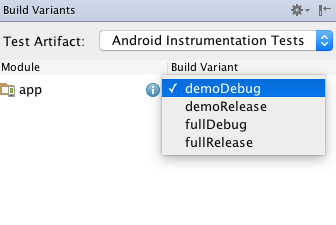 Build Variants
Test Artifact: Android Instrumentation Tests
Module Build Variant
app demoDebug
demoRelease
fullDebug
fullRelease